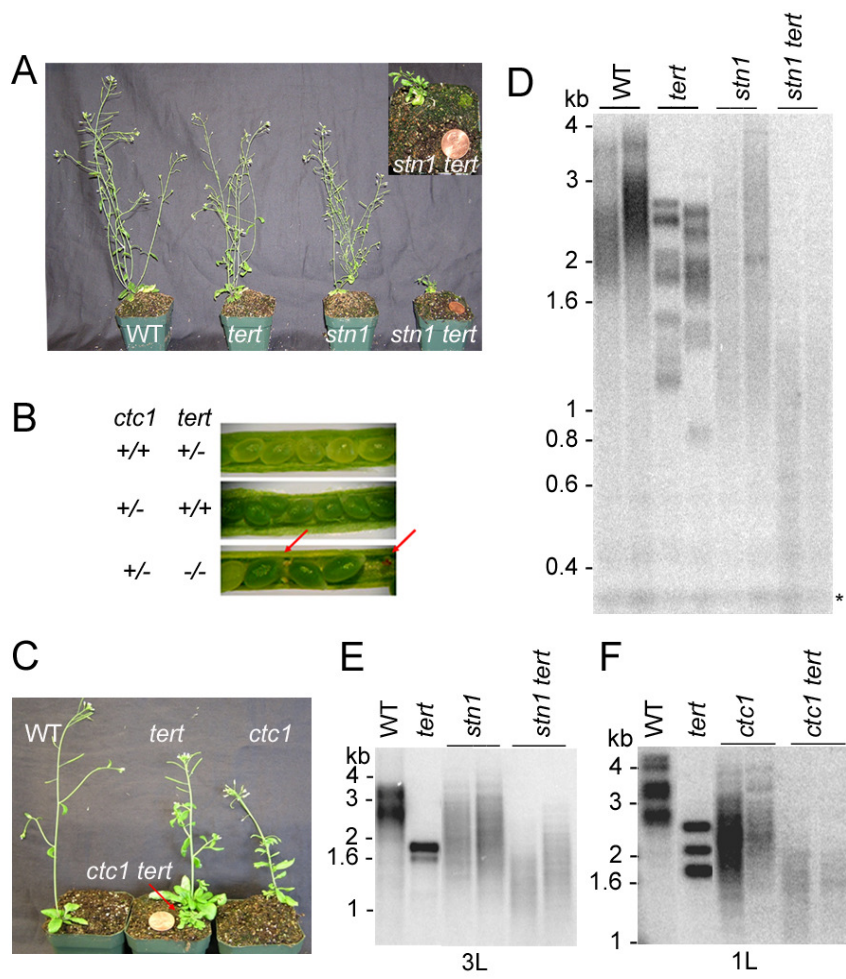 A
WT
tert
stn1
stn1 tert
stn1 tert
B
ctc1 tert
+/+ +/-
+/- +/+
+/- -/-
C
WT
tert
ctc1
ctc1 tert
D
kb
WT
tert
stn1
stn1 tert
4 -
3 -
2 -
1.6 -
1 -
0.8 -
0.6 -
0.4 -
*
E
WT
tert
stn1
stn1 tert
kb
4 -
3 -
2 -
1.6 -
1 -
3L
F
WT
tert
ctc1
ctc1 tert
kb
4 -
3 -
2 -
1.6 -
1 -
1L